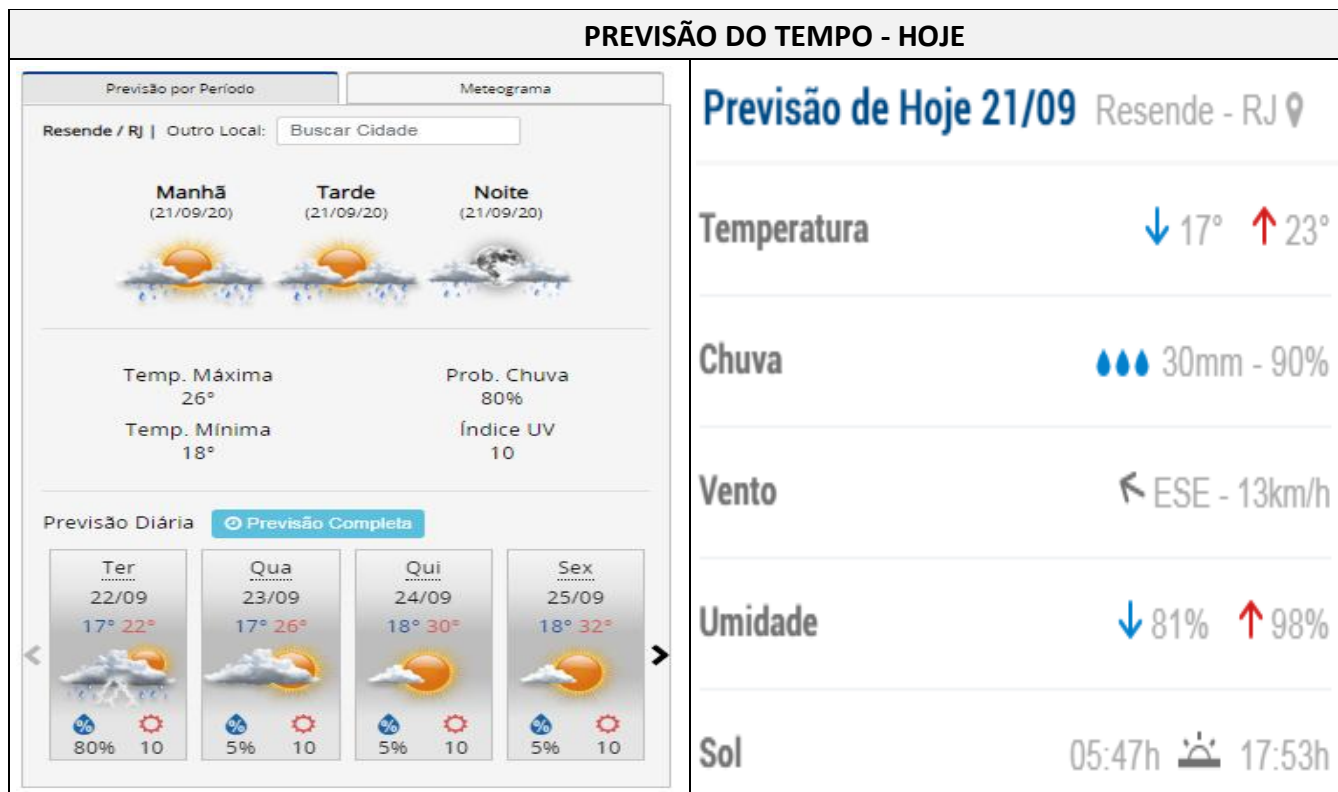 PREVISÃO DO TEMPO - HOJE
Previsão por Período
Meteograma
Resende / RJ | Outro Local: Buscar Cidade
Manhã Tarde Noite
(21/09/20) (21/09/20) (21/09/20)
Temp. Máxima Prob. Chuva
26° 80%
Temp. Mínima Índice UV
18° 10
Previsão Diária Previsão Completa
Ter Qua Qui Sex
22/09 23/09 24/09 25/09
17° 22° 17° 26° 18° 30° 18° 32°
% % % %
80% 10 5% 10 5% 10 5% 10
Previsão de Hoje 21/09 Resende - RJ
Temperatura 17° 23°
Chuva 30mm - 90%
Vento ESE - 13km/h
Umidade 81% 98%
Sol 05:47h 17:53h